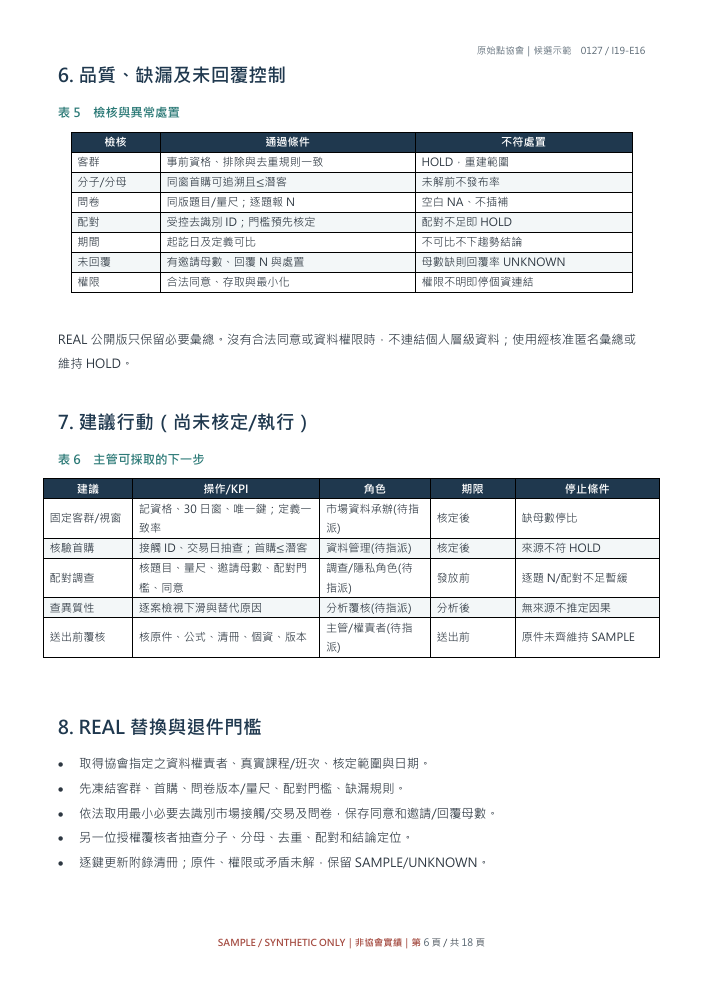 原始點協會｜候選示範　0127 / I19-E16
6. 品質、缺漏及未回覆控制
表 5　檢核與異常處置
檢核　通過條件　不符處置
客群　事前資格、排除與去重規則一致　HOLD，重建範圍
分子/分母　同窗首購可追溯且≤潛客　未解前不發布率
問卷　同版題目/量尺；逐題報 N　空白 NA、不插補
配對　受控去識別 ID；門檻預先核定　配對不足即 HOLD
期間　起訖日及定義可比　不可比不下趨勢結論
未回覆　有邀請母數、回覆 N 與處置　母數缺則回覆率 UNKNOWN
權限　合法同意、存取與最小化　權限不明即停個資連結
REAL 公開版只保留必要彙總。沒有合法同意或資料權限時，不連結個人層級資料；使用經核准匿名彙總或
維持 HOLD。
7. 建議行動（尚未核定/執行）
表 6　主管可採取的下一步
建議　操作/KPI　角色　期限　停止條件
固定客群/視窗　記資格、30 日窗、唯一鍵；定義一致率　市場資料承辦(待指派)　核定後　缺母數停比
核驗首購　接觸 ID、交易日抽查；首購≤潛客　資料管理(待指派)　核定後　來源不符 HOLD
配對調查　核題目、量尺、邀請母數、配對門檻、同意　調查/隱私角色(待指派)　發放前　逐題 N/配對不足暫緩
查異質性　逐案檢視下滑與替代原因　分析覆核(待指派)　分析後　無來源不推定因果
送出前覆核　核原件、公式、清冊、個資、版本　主管/權責者(待指派)　送出前　原件未齊維持 SAMPLE
8. REAL 替換與退件門檻
• 取得協會指定之資料權責者、真實課程/班次、核定範圍與日期。
• 先凍結客群、首購、問卷版本/量尺、配對門檻、缺漏規則。
• 依法取用最小必要去識別市場接觸/交易及問卷，保存同意和邀請/回覆母數。
• 另一位授權覆核者抽查分子、分母、去重、配對和結論定位。
• 逐鍵更新附錄清冊；原件、權限或矛盾未解，保留 SAMPLE/UNKNOWN。
SAMPLE / SYNTHETIC ONLY｜非協會實績｜第 6 頁 / 共 18 頁